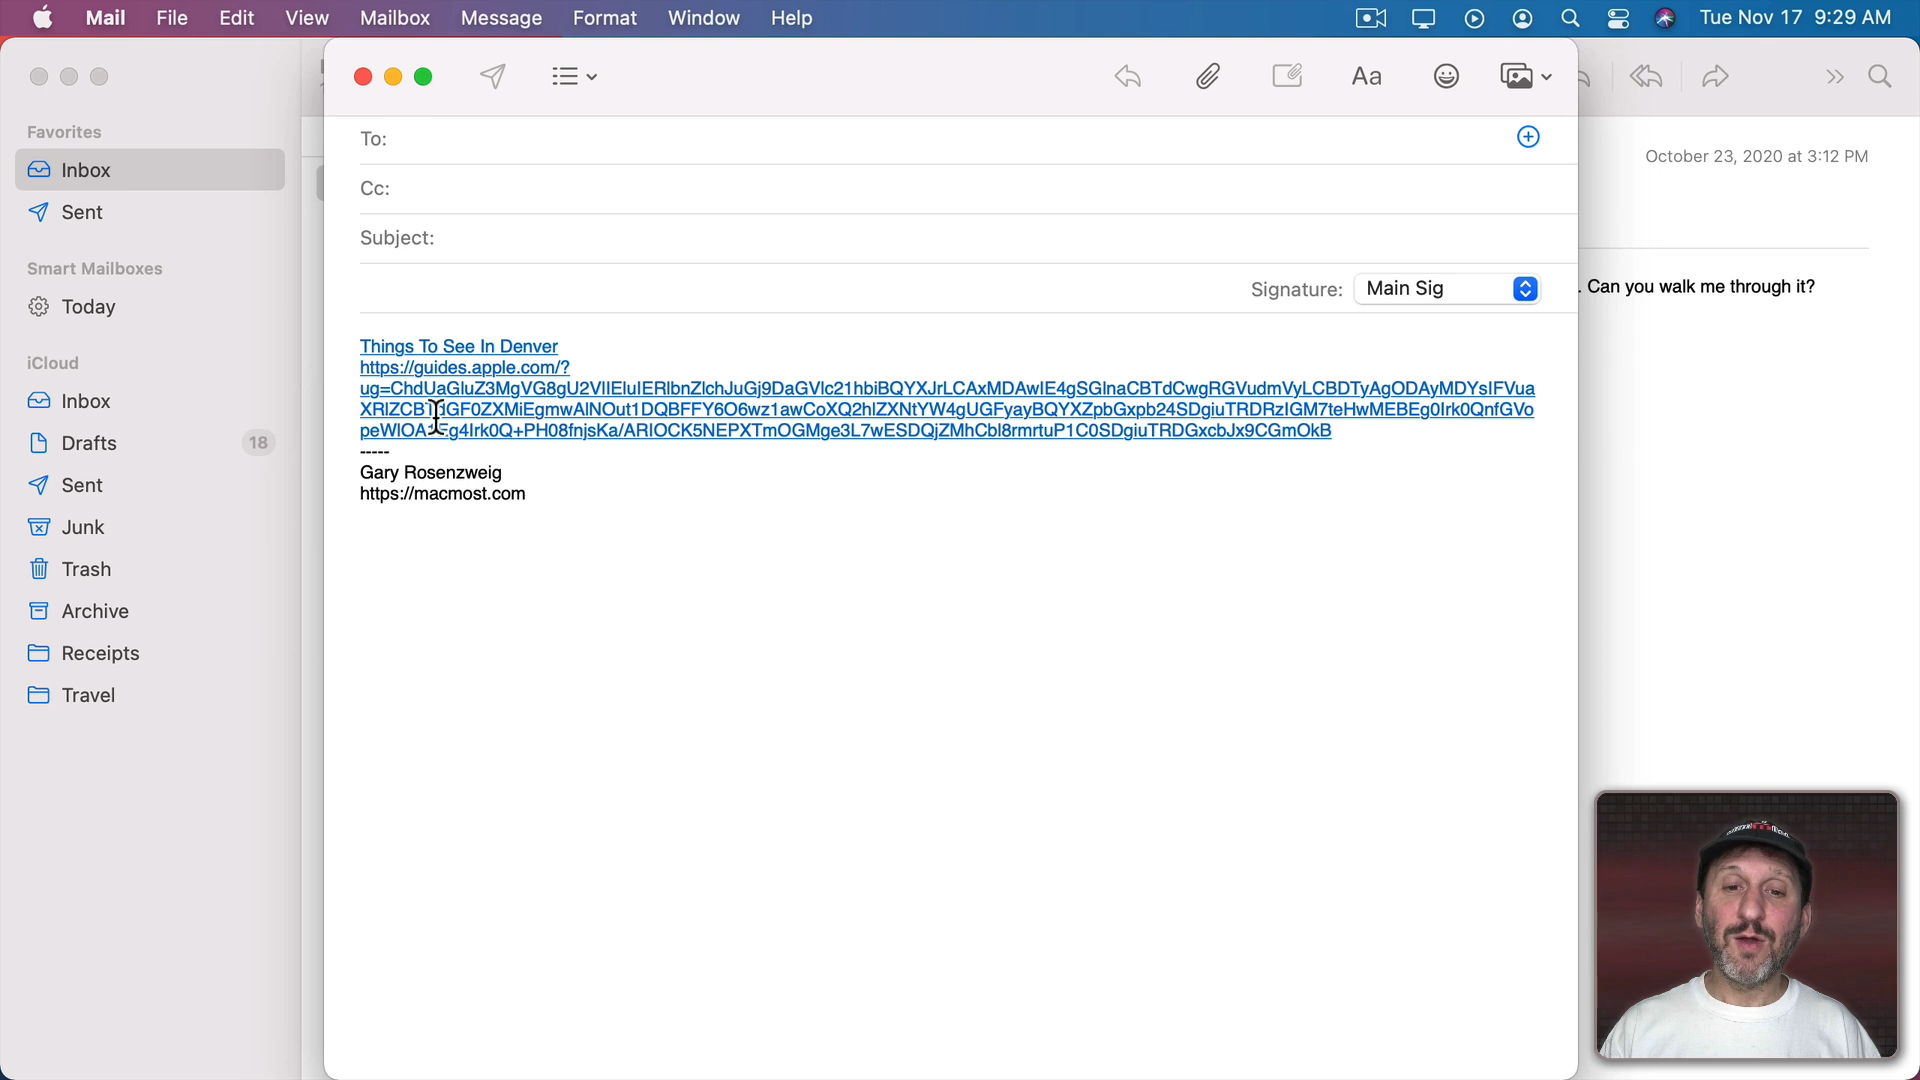 Mail File Edit View Mailbox Message Format Window Help Tue Nov 17 9:29 AM
Favorites
Inbox
Sent
Smart Mailboxes
Today
iCloud
Inbox
Drafts 18
Sent
Junk
Trash
Archive
Receipts
Travel
Aa
To:
Cc:
Subject:
Signature: Main Sig
Things To See In Denver
https://guides.apple.com/?
-----
Gary Rosenzweig
https://macmost.com
October 23, 2020 at 3:12 PM
. Can you walk me through it?